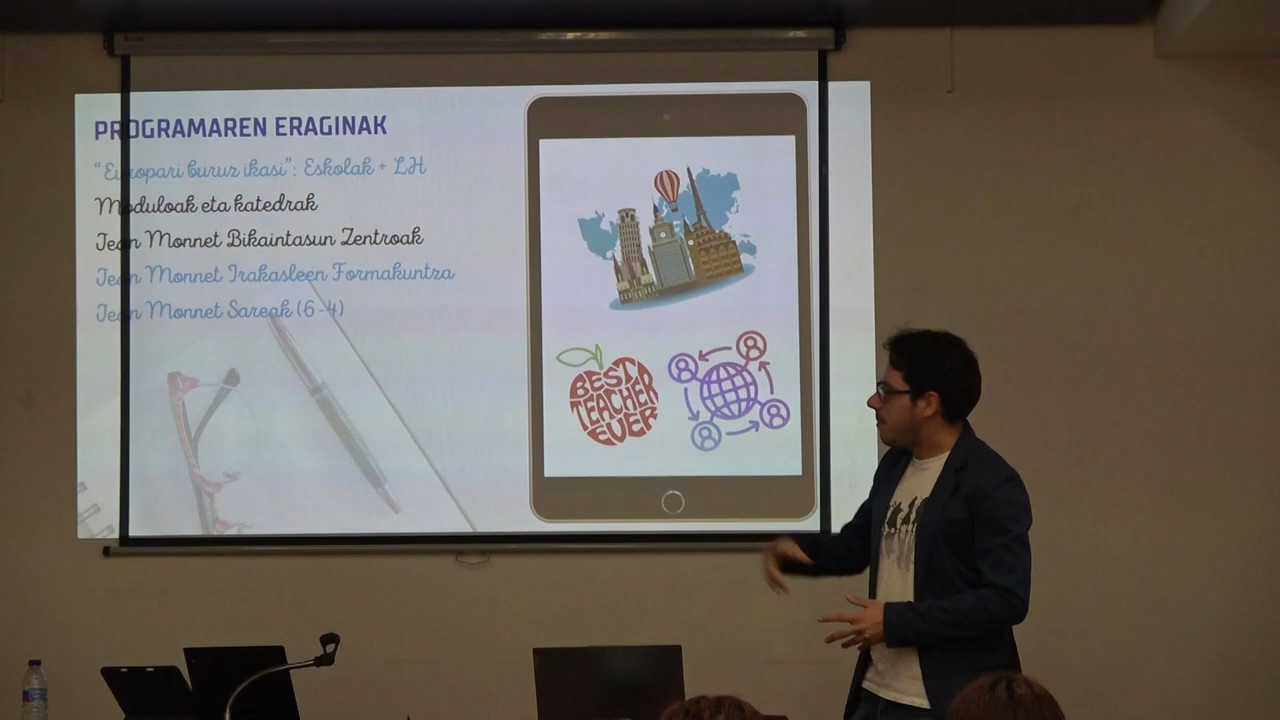 PROGRAMAREN ERAGINAK
"Europari buruz ikasi": Eskolak + LH
Moduloak eta katedrak
Jean Monnet Bikaintasun Zentroak
Jean Monnet Irakasleen Formakuntza
Jean Monnet Sareak (6-4)
BEST
TEACHER
EVER